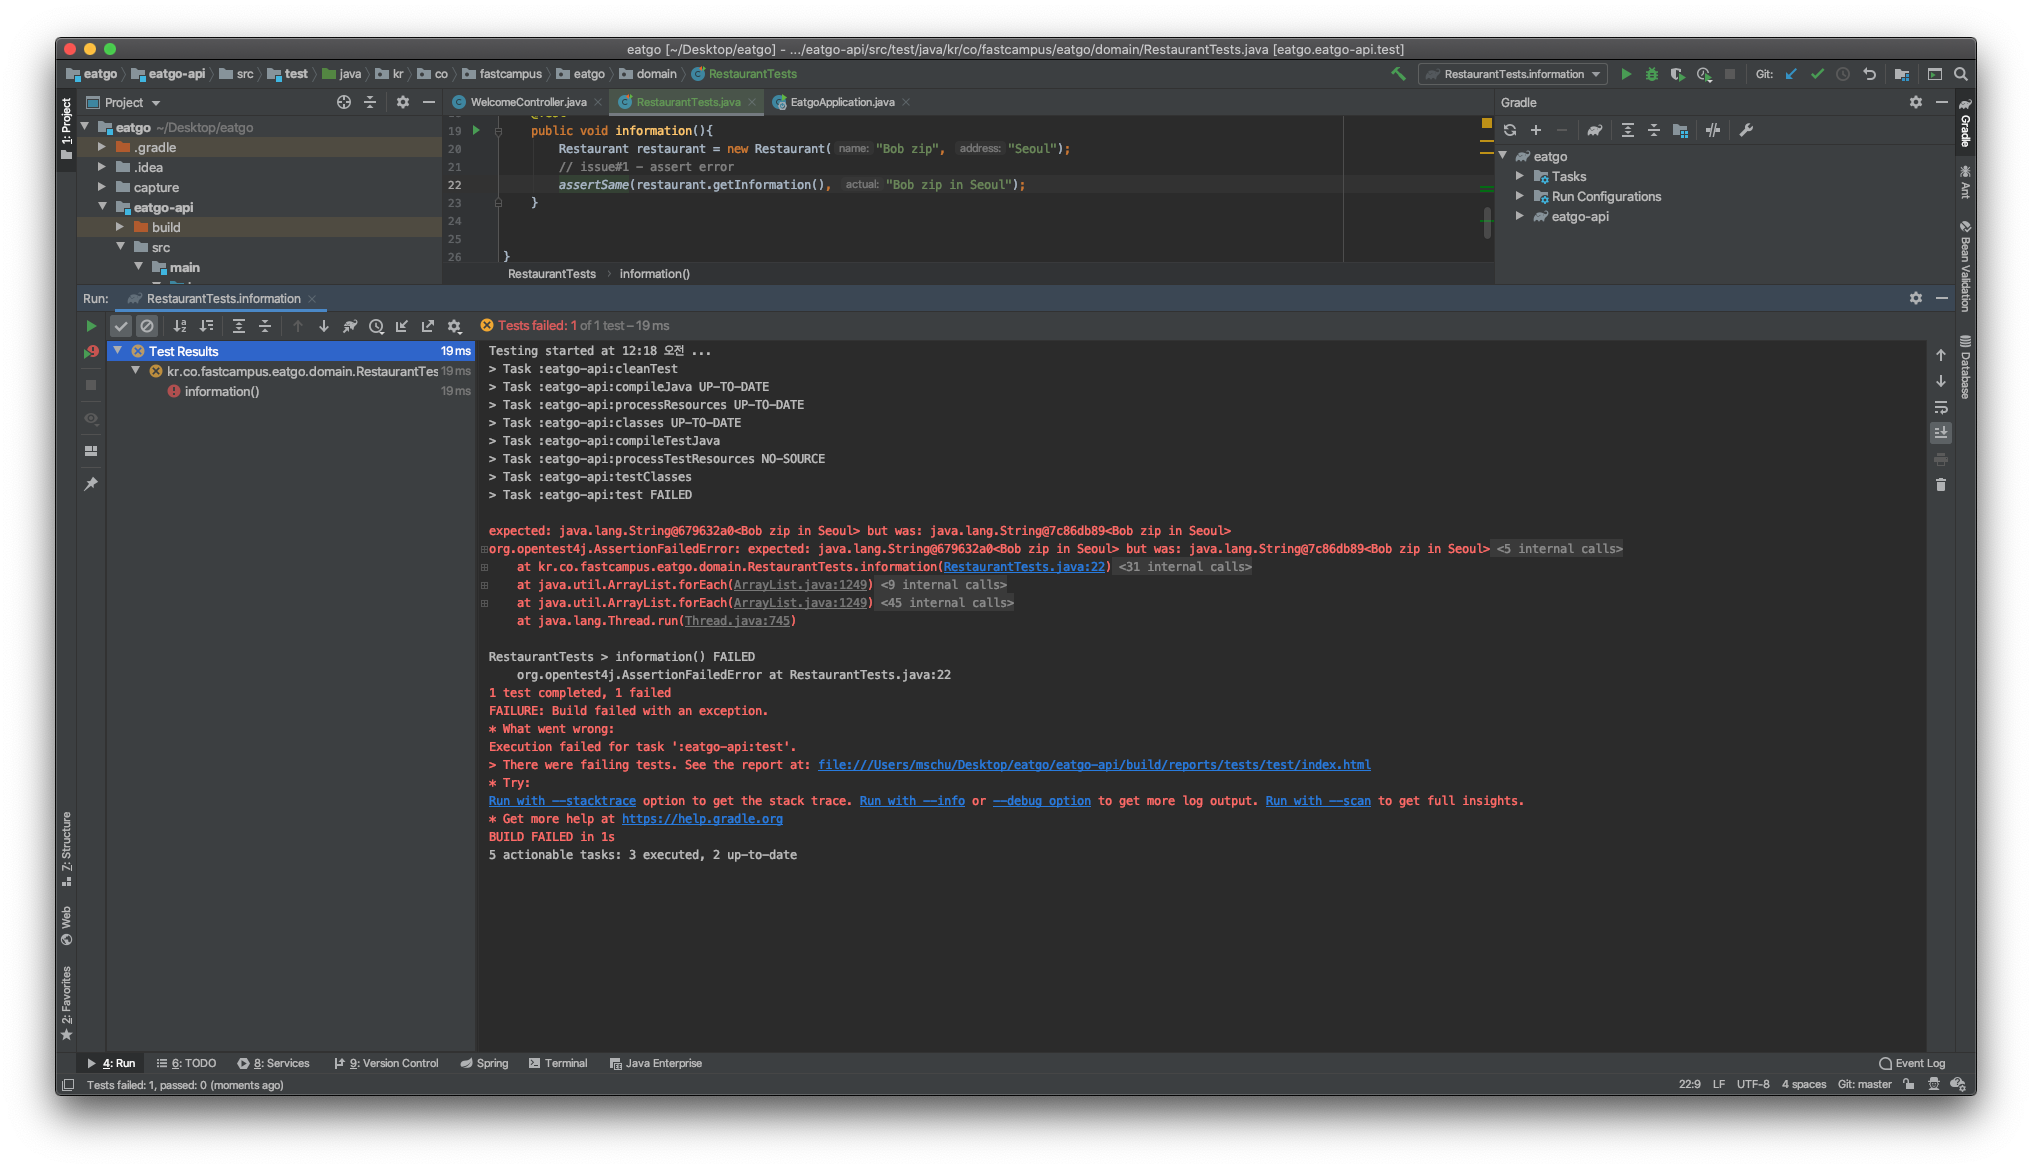 eatgo [~/Desktop/eatgo] - .../eatgo-api/src/test/java/kr/co/fastcampus/eatgo/domain/RestaurantTests.java [eatgo.eatgo-api.test]
eatgo eatgo-api src test java kr co fastcampus eatgo domain RestaurantTests
RestaurantTests.information Git:
1: Project
Project
WelcomeController.java RestaurantTests.java EatgoApplication.java
Gradle
eatgo ~/Desktop/eatgo
.gradle
.idea
capture
eatgo-api
build
src
main
19 public void information(){
20 Restaurant restaurant = new Restaurant( name: "Bob zip", address: "Seoul");
21 // issue#1 - assert error
22 assertSame(restaurant.getInformation(), actual: "Bob zip in Seoul");
23 }
24
25
26 }
RestaurantTests › information()
eatgo
Tasks
Run Configurations
eatgo-api
Gradle
Ant
Bean Validation
Database
Run: RestaurantTests.information
Tests failed: 1 of 1 test – 19 ms
Test Results 19 ms
kr.co.fastcampus.eatgo.domain.RestaurantTes 19 ms
information() 19 ms
Testing started at 12:18 오전 ...
> Task :eatgo-api:cleanTest
> Task :eatgo-api:compileJava UP-TO-DATE
> Task :eatgo-api:processResources UP-TO-DATE
> Task :eatgo-api:classes UP-TO-DATE
> Task :eatgo-api:compileTestJava
> Task :eatgo-api:processTestResources NO-SOURCE
> Task :eatgo-api:testClasses
> Task :eatgo-api:test FAILED
expected: java.lang.String@679632a0<Bob zip in Seoul> but was: java.lang.String@7c86db89<Bob zip in Seoul>
org.opentest4j.AssertionFailedError: expected: java.lang.String@679632a0<Bob zip in Seoul> but was: java.lang.String@7c86db89<Bob zip in Seoul> <5 internal calls>
at kr.co.fastcampus.eatgo.domain.RestaurantTests.information(RestaurantTests.java:22) <31 internal calls>
at java.util.ArrayList.forEach(ArrayList.java:1249) <9 internal calls>
at java.util.ArrayList.forEach(ArrayList.java:1249) <45 internal calls>
at java.lang.Thread.run(Thread.java:745)
RestaurantTests > information() FAILED
org.opentest4j.AssertionFailedError at RestaurantTests.java:22
1 test completed, 1 failed
FAILURE: Build failed with an exception.
* What went wrong:
Execution failed for task ':eatgo-api:test'.
> There were failing tests. See the report at: file:///Users/mschu/Desktop/eatgo/eatgo-api/build/reports/tests/test/index.html
* Try:
Run with --stacktrace option to get the stack trace. Run with --info or --debug option to get more log output. Run with --scan to get full insights.
* Get more help at https://help.gradle.org
BUILD FAILED in 1s
5 actionable tasks: 3 executed, 2 up-to-date
7: Structure
Web
2: Favorites
4: Run 6: TODO 8: Services 9: Version Control Spring Terminal Java Enterprise Event Log
Tests failed: 1, passed: 0 (moments ago) 22:9 LF UTF-8 4 spaces Git: master